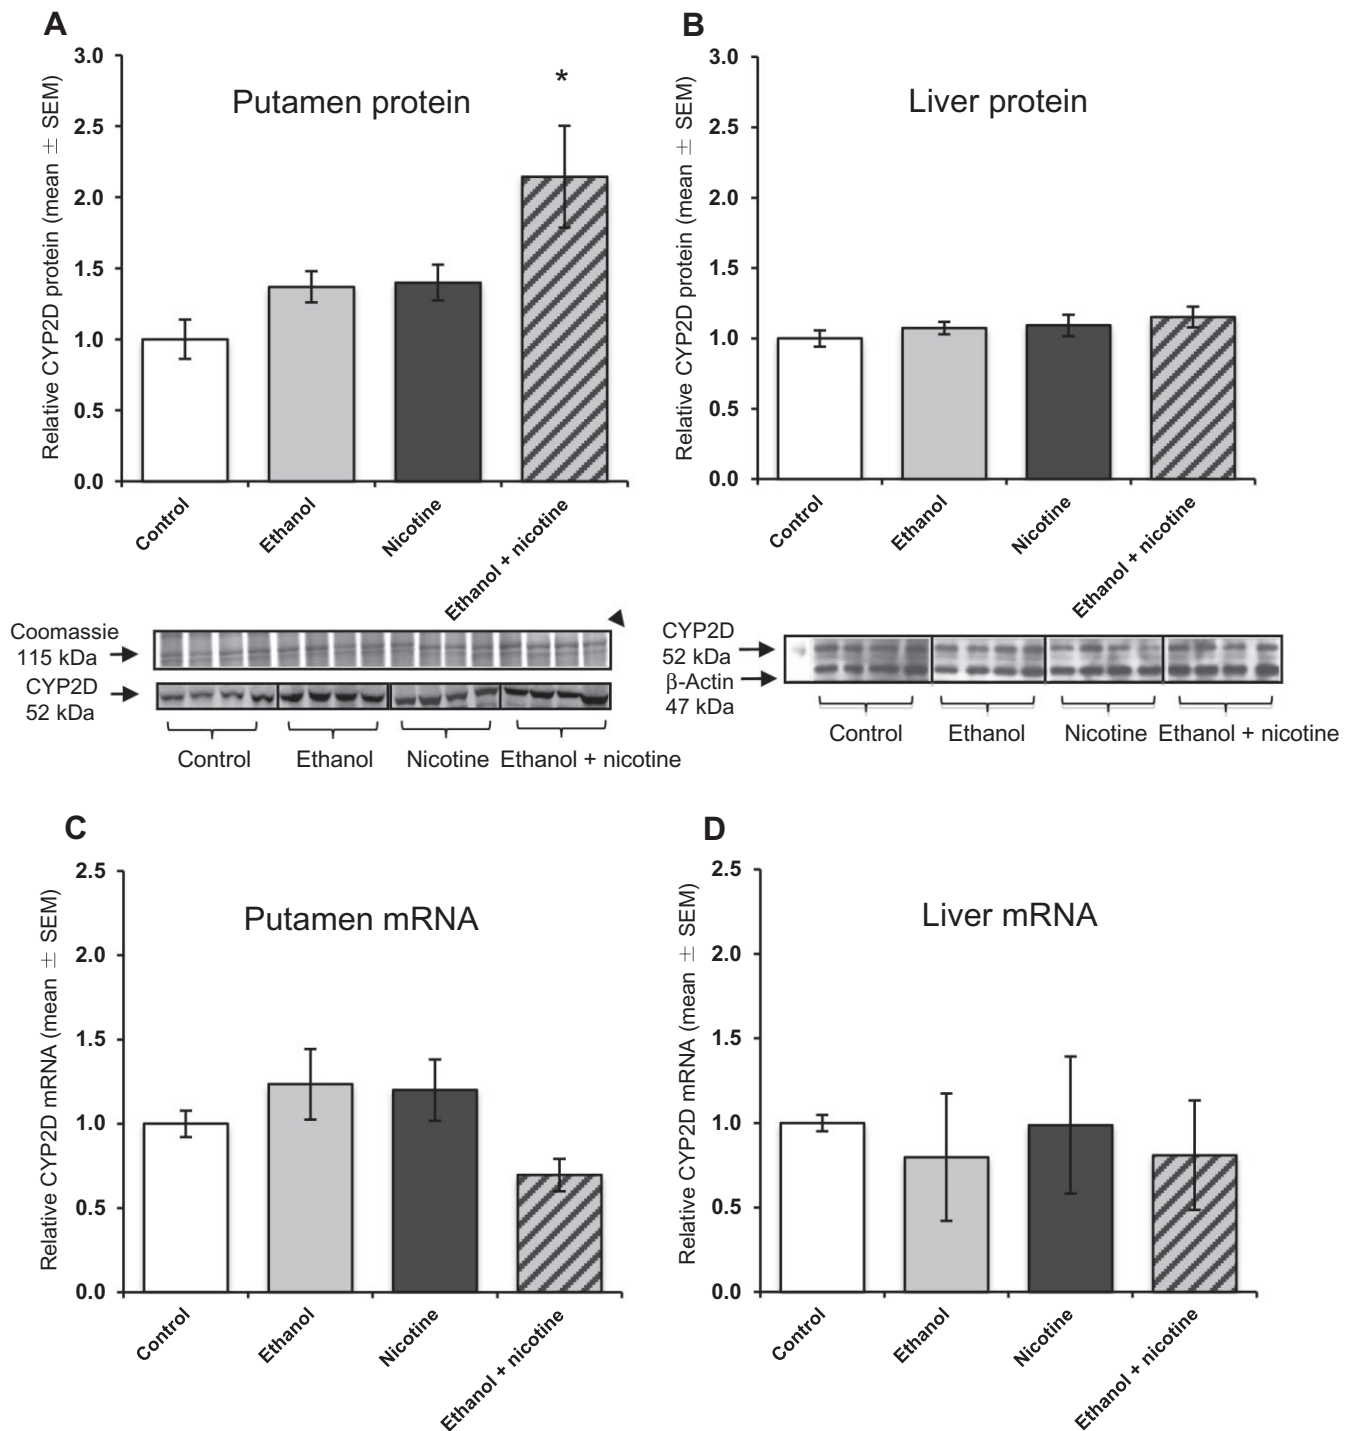 A
Relative CYP2D protein (mean ± SEM)
3.0
2.5
2.0
1.5
1.0
0.5
0.0
Putamen protein
*
Control
Ethanol
Nicotine
Ethanol + nicotine
Coomassie
115 kDa
CYP2D
52 kDa
Control
Ethanol
Nicotine
Ethanol + nicotine
B
Relative CYP2D protein (mean ± SEM)
3.0
2.5
2.0
1.5
1.0
0.5
0.0
Liver protein
Control
Ethanol
Nicotine
Ethanol + nicotine
CYP2D
52 kDa
β-Actin
47 kDa
Control
Ethanol
Nicotine
Ethanol + nicotine
C
Relative CYP2D mRNA (mean ± SEM)
2.5
2.0
1.5
1.0
0.5
0.0
Putamen mRNA
Control
Ethanol
Nicotine
Ethanol + nicotine
D
Relative CYP2D mRNA (mean ± SEM)
2.5
2.0
1.5
1.0
0.5
0.0
Liver mRNA
Control
Ethanol
Nicotine
Ethanol + nicotine